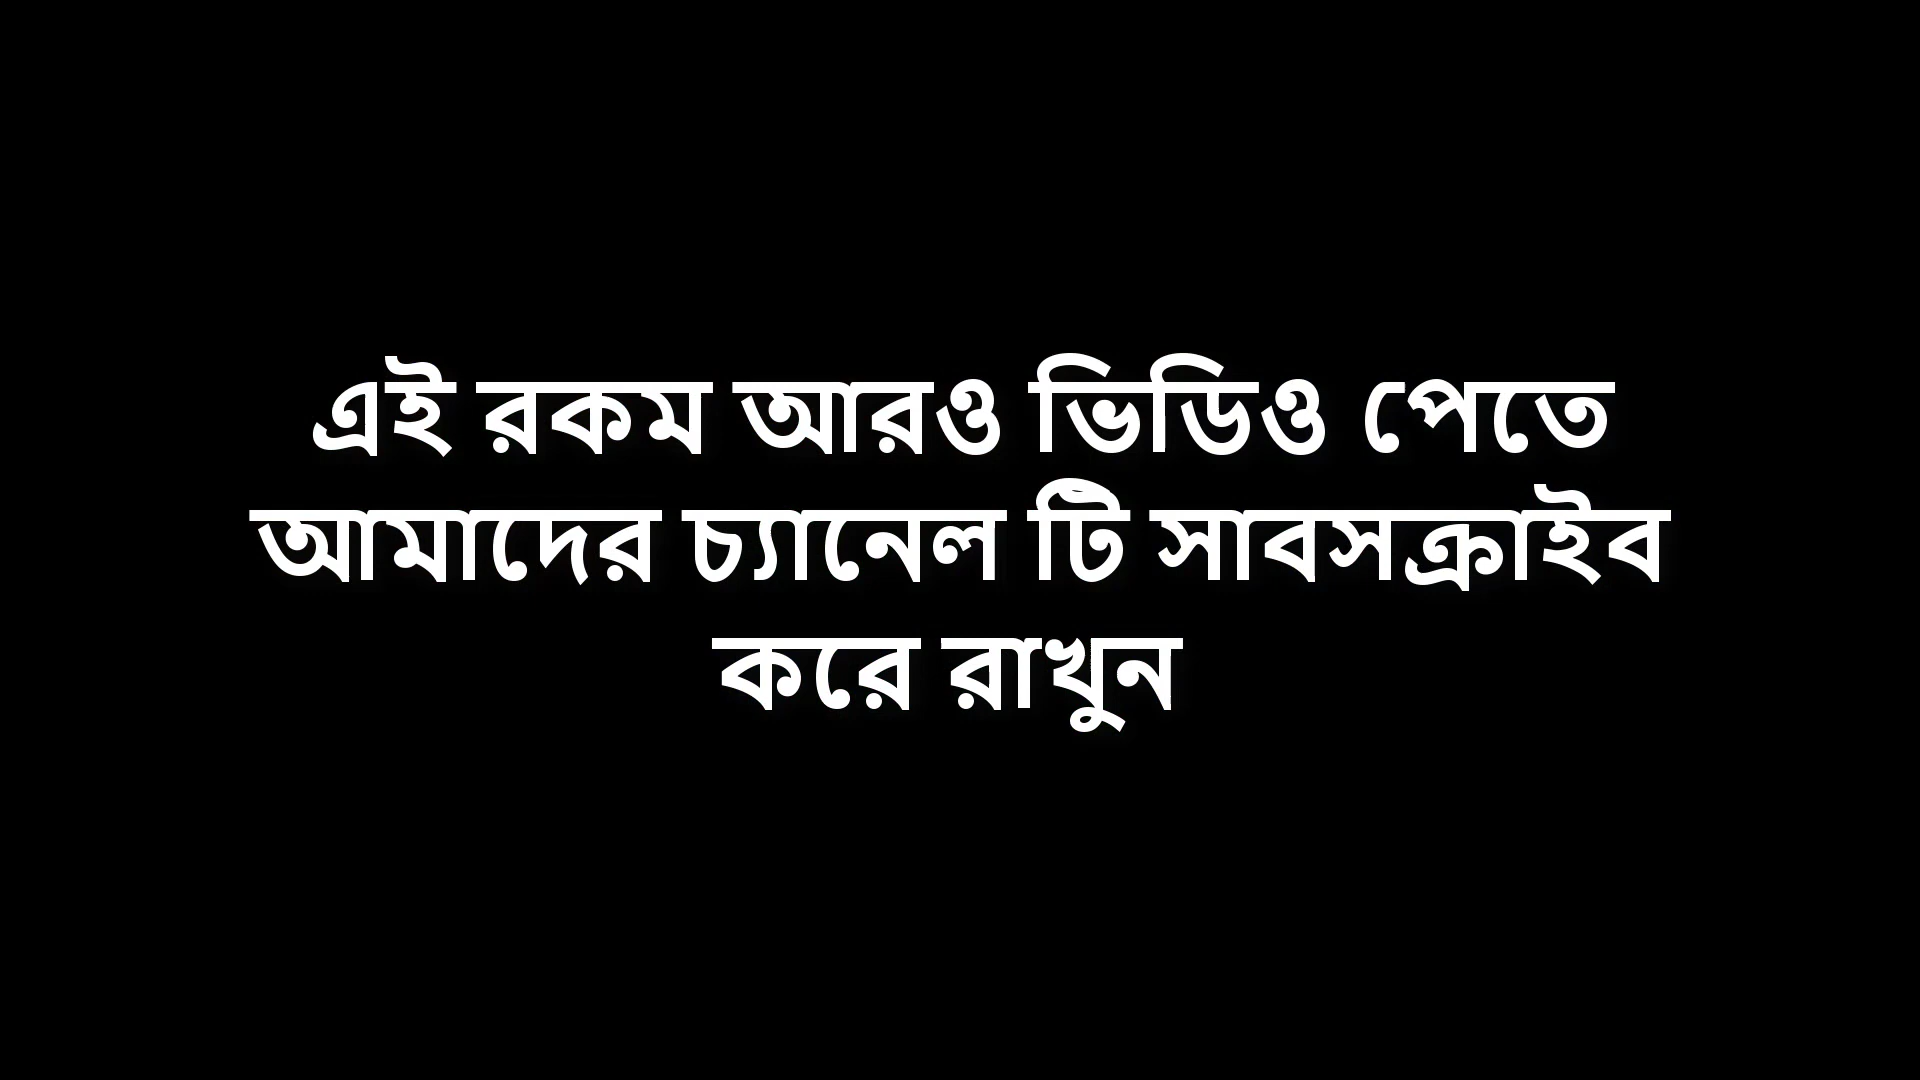 এই রকম আরও ভিডিও পেতে
আমাদের চ্যানেল টি সাবসক্রাইব
করে রাখুন